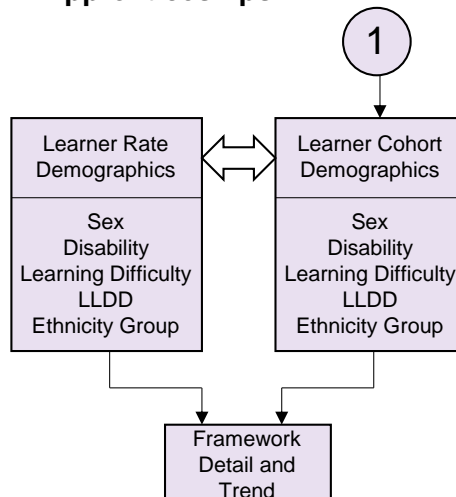 1
Learner Rate
Demographics
Sex
Disability
Learning Difficulty
LLDD
Ethnicity Group
Learner Cohort
Demographics
Sex
Disability
Learning Difficulty
LLDD
Ethnicity Group
Framework
Detail and
Trend